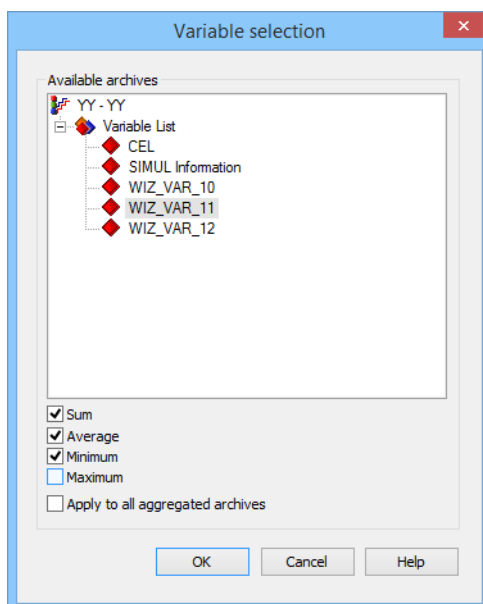 Variable selection
Available archives
YY - YY
Variable List
CEL
SIMUL Information
WIZ_VAR_10
WIZ_VAR_11
WIZ_VAR_12
Sum
Average
Minimum
Maximum
Apply to all aggregated archives
OK Cancel Help